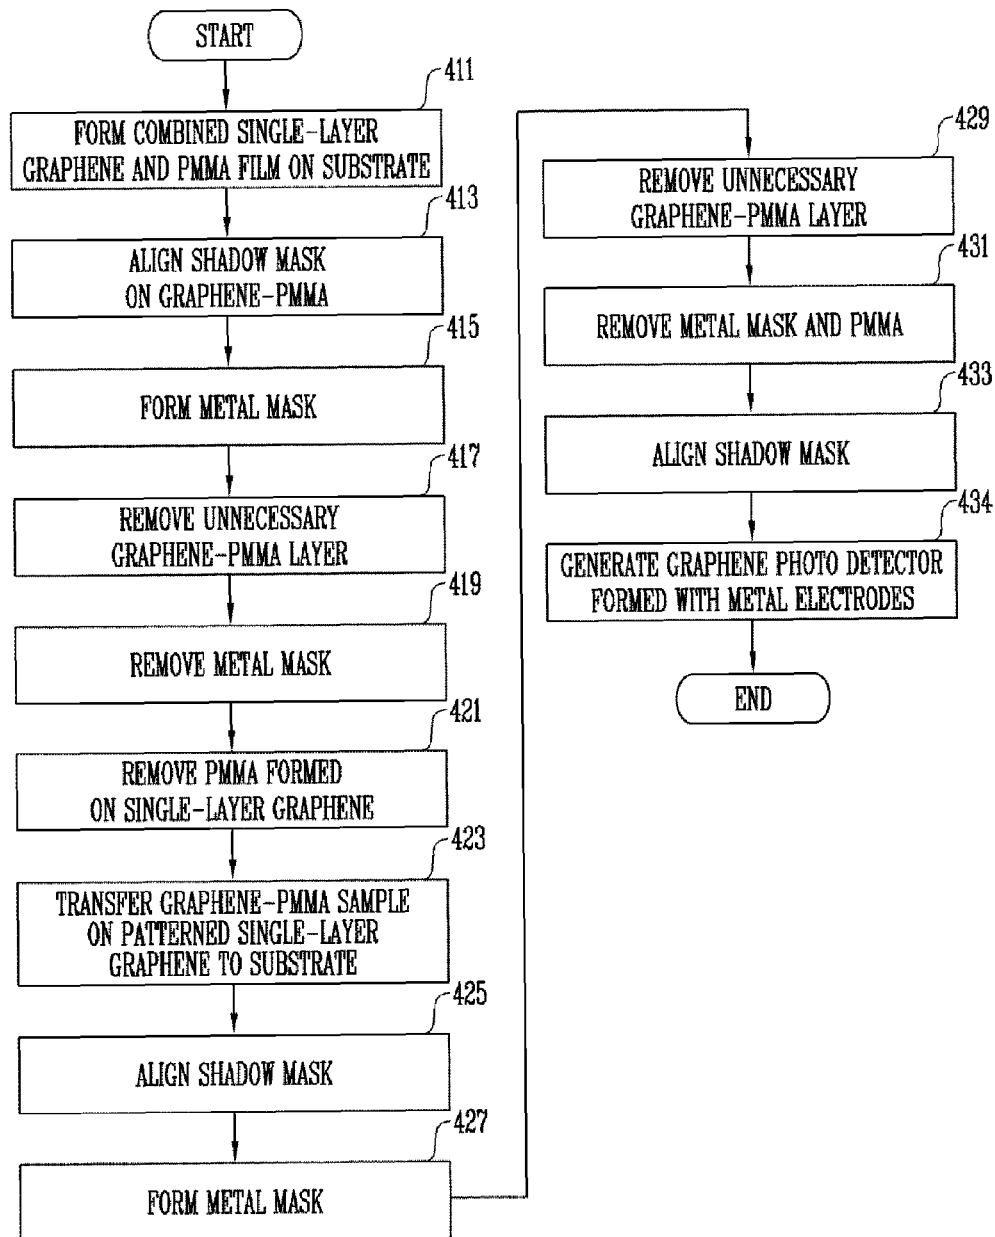 START
411
FORM COMBINED SINGLE-LAYER
GRAPHENE AND PMMA FILM ON SUBSTRATE
413
ALIGN SHADOW MASK
ON GRAPHENE-PMMA
415
FORM METAL MASK
417
REMOVE UNNECESSARY
GRAPHENE-PMMA LAYER
419
REMOVE METAL MASK
421
REMOVE PMMA FORMED
ON SINGLE-LAYER GRAPHENE
423
TRANSFER GRAPHENE-PMMA SAMPLE
ON PATTERNED SINGLE-LAYER
GRAPHENE TO SUBSTRATE
425
ALIGN SHADOW MASK
427
FORM METAL MASK
429
REMOVE UNNECESSARY
GRAPHENE-PMMA LAYER
431
REMOVE METAL MASK AND PMMA
433
ALIGN SHADOW MASK
434
GENERATE GRAPHENE PHOTO DETECTOR
FORMED WITH METAL ELECTRODES
END